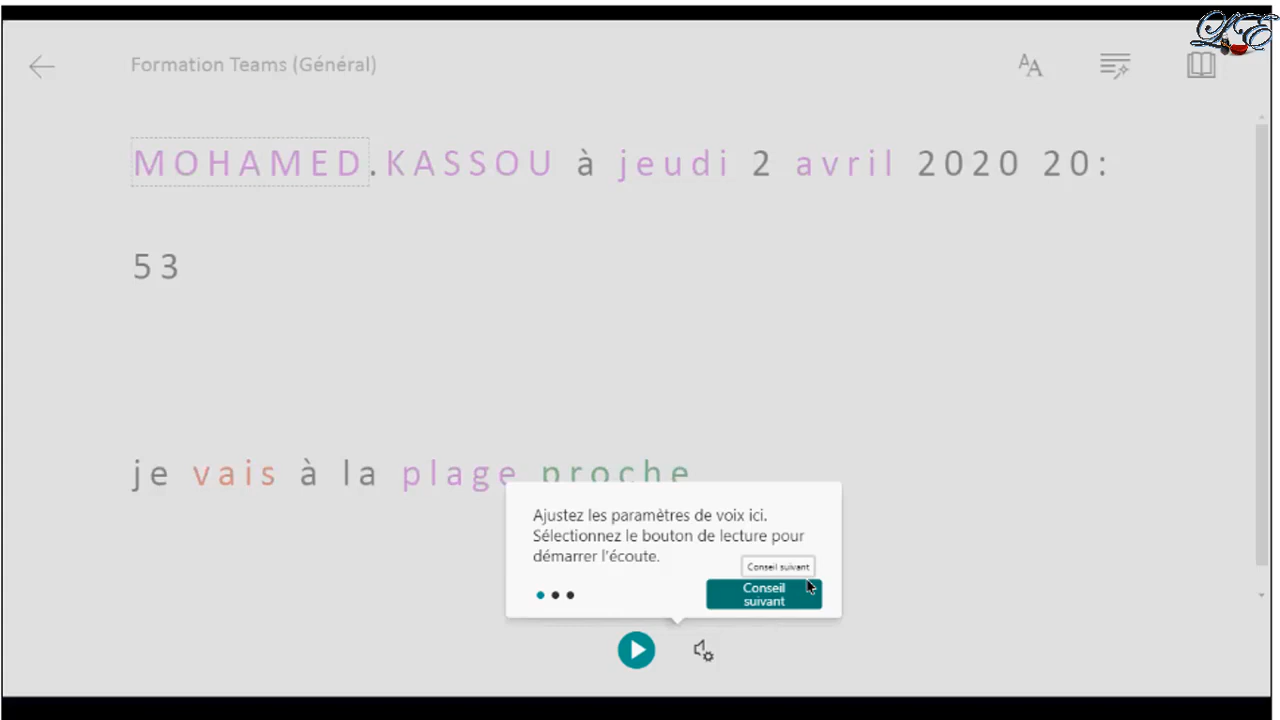 Formation Teams (Général)
MOHAMED.KASSOU à jeudi 2 avril 2020 20:
53
je vais à la plage proche
Ajustez les paramètres de voix ici.
Sélectionnez le bouton de lecture pour
démarrer l'écoute.
Conseil suivant
Conseil
suivant